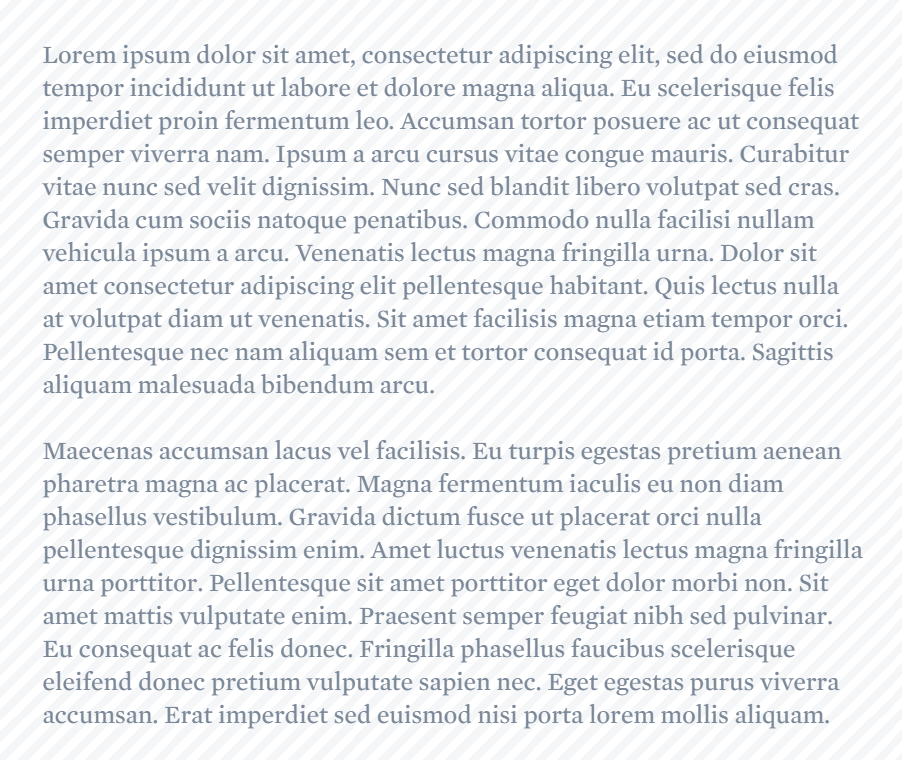 Lorem ipsum dolor sit amet, consectetur adipiscing elit, sed do eiusmod
tempor incididunt ut labore et dolore magna aliqua. Eu scelerisque felis
imperdiet proin fermentum leo. Accumsan tortor posuere ac ut consequat
semper viverra nam. Ipsum a arcu cursus vitae congue mauris. Curabitur
vitae nunc sed velit dignissim. Nunc sed blandit libero volutpat sed cras.
Gravida cum sociis natoque penatibus. Commodo nulla facilisi nullam
vehicula ipsum a arcu. Venenatis lectus magna fringilla urna. Dolor sit
amet consectetur adipiscing elit pellentesque habitant. Quis lectus nulla
at volutpat diam ut venenatis. Sit amet facilisis magna etiam tempor orci.
Pellentesque nec nam aliquam sem et tortor consequat id porta. Sagittis
aliquam malesuada bibendum arcu.

Maecenas accumsan lacus vel facilisis. Eu turpis egestas pretium aenean
pharetra magna ac placerat. Magna fermentum iaculis eu non diam
phasellus vestibulum. Gravida dictum fusce ut placerat orci nulla
pellentesque dignissim enim. Amet luctus venenatis lectus magna fringilla
urna porttitor. Pellentesque sit amet porttitor eget dolor morbi non. Sit
amet mattis vulputate enim. Praesent semper feugiat nibh sed pulvinar.
Eu consequat ac felis donec. Fringilla phasellus faucibus scelerisque
eleifend donec pretium vulputate sapien nec. Eget egestas purus viverra
accumsan. Erat imperdiet sed euismod nisi porta lorem mollis aliquam.